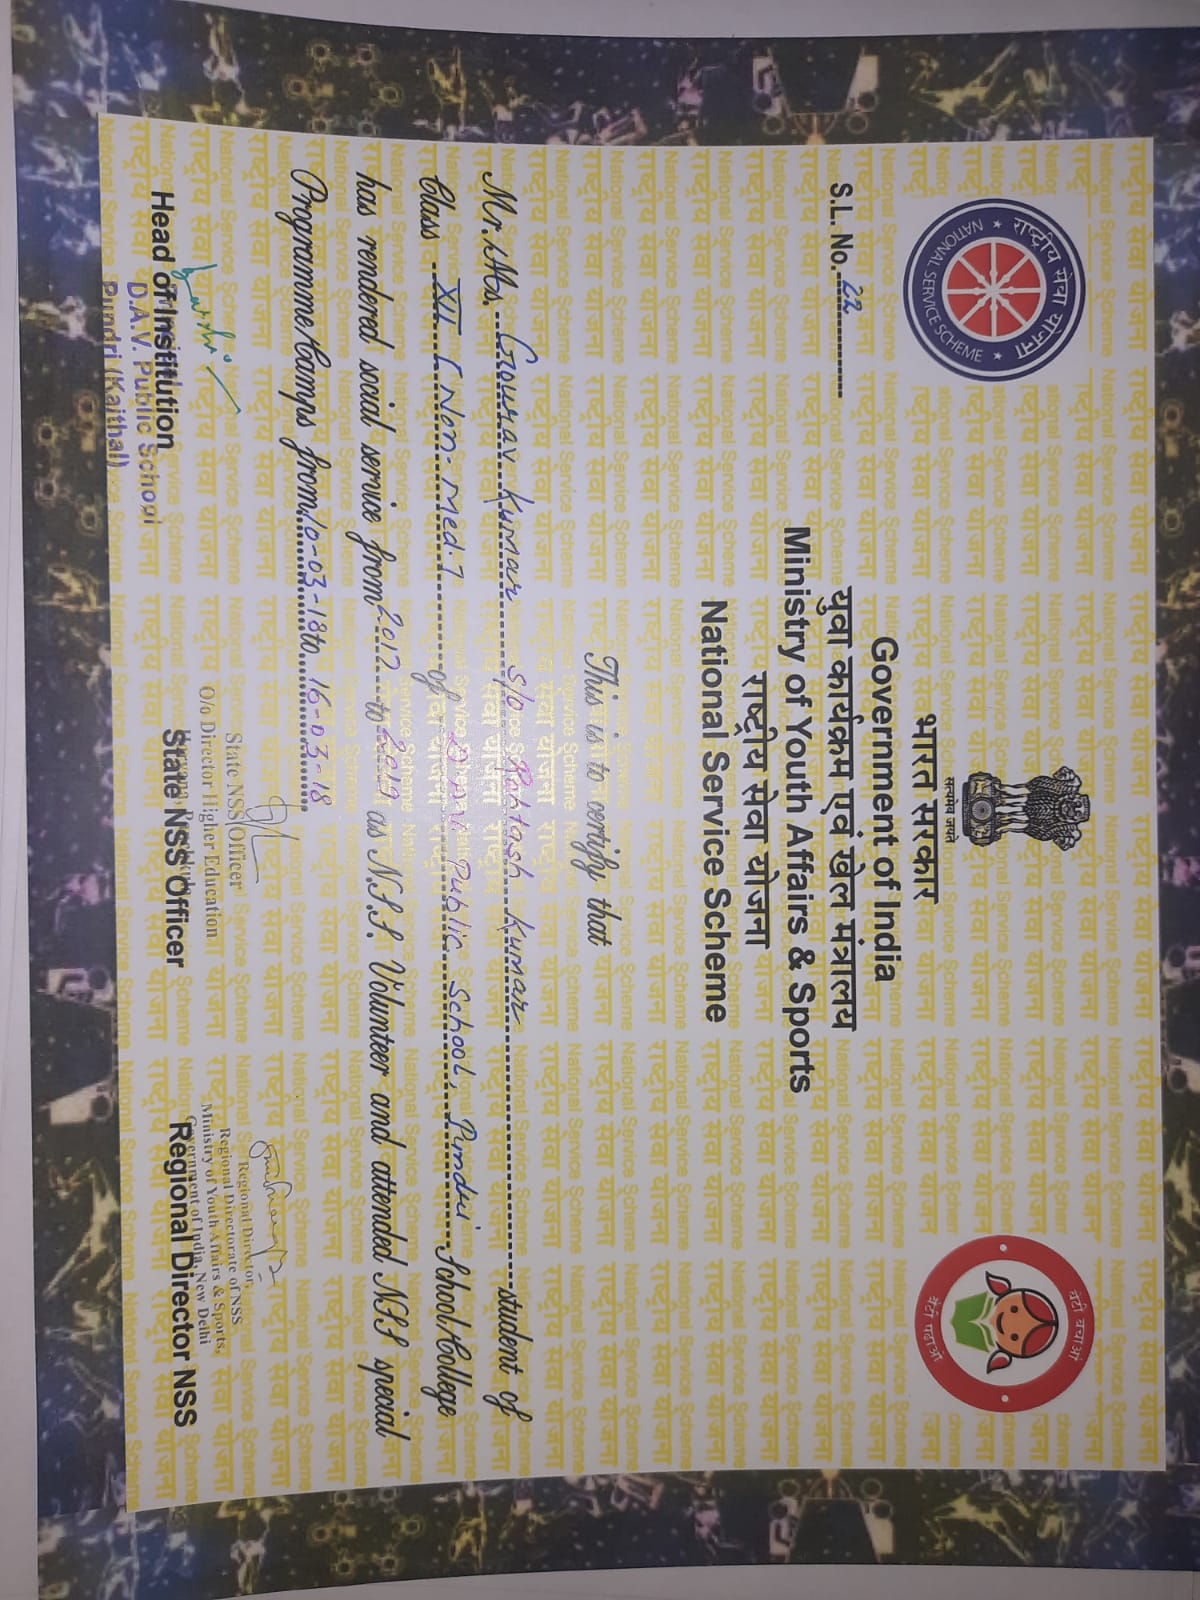 राष्ट्रीय सेवा योजना
NATIONAL SERVICE SCHEME
सत्यमेव जयते
बेटी बचाओ
बेटी पढ़ाओ
S.L. No. 22
भारत सरकार
Government of India
युवा कार्यक्रम एवं खेल मंत्रालय
Ministry of Youth Affairs & Sports
राष्ट्रीय सेवा योजना
National Service Scheme
This is to certify that
Mr./Ms. Gourav Kumar s/o Rohtash Kumar student of
Class XII [Non-Med.] of D.A.V. Public School, Pundri School/College
has rendered social service from 2017 to 2019 as N.S.S. Volunteer and attended NSS special
Programme/Camps from 10-03-18 to 16-03-18
State NSS Officer
O/o Director Higher Education
Regional Director
Regional Directorate of NSS
Ministry of Youth Affairs & Sports,
Government of India, New Delhi
Head of Institution
D.A.V. Public School
Pundri (Kaithal)
State NSS Officer
Regional Director NSS